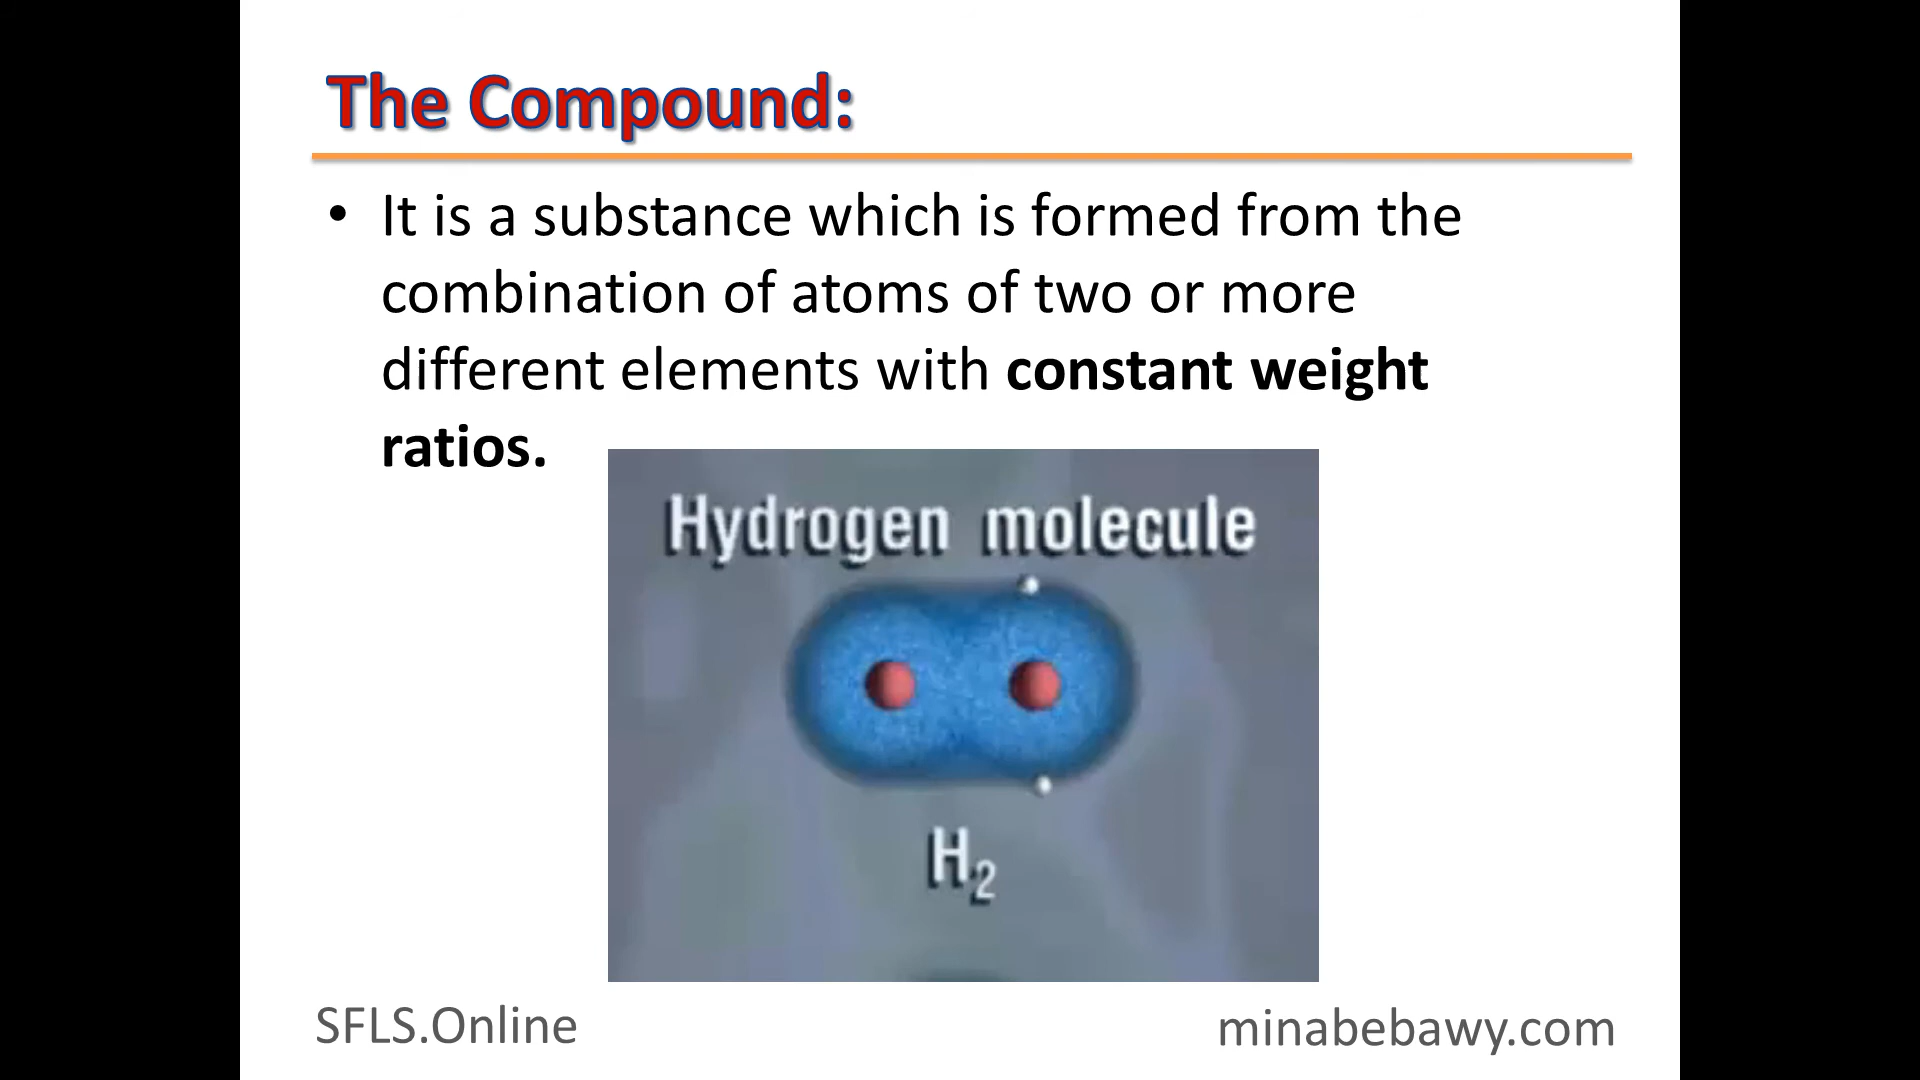 The Compound:
• It is a substance which is formed from the
combination of atoms of two or more
different elements with constant weight
ratios.
Hydrogen molecule
H₂
SFLS.Online
minabebawy.com